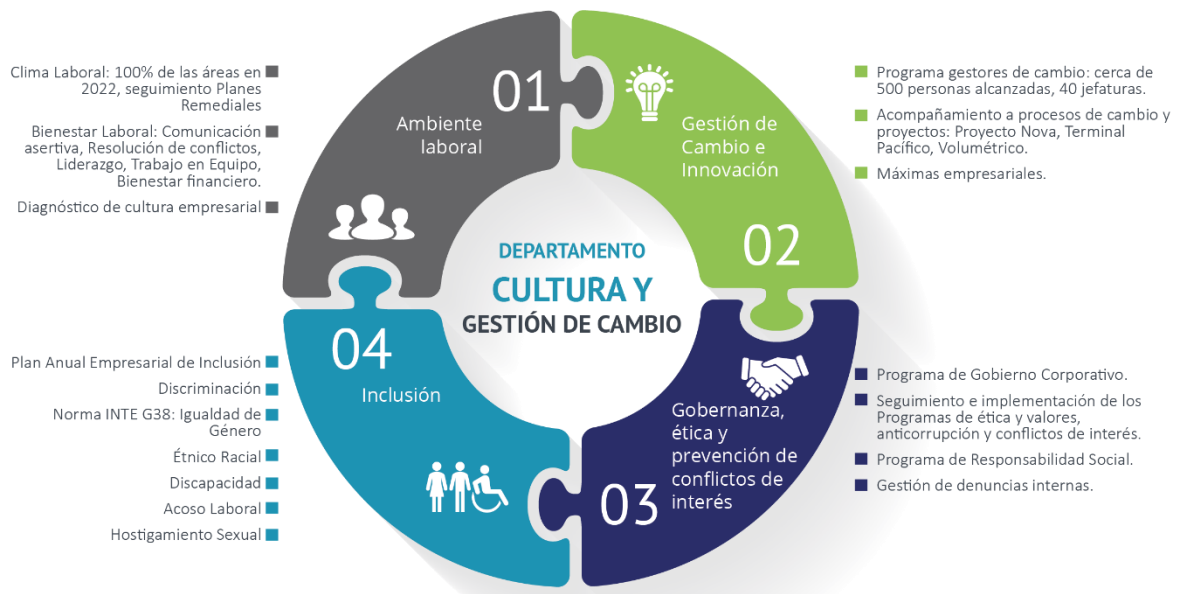 01
Ambiente
laboral
Clima Laboral: 100% de las áreas en
2022, seguimiento Planes
Remediales
Bienestar Laboral: Comunicación
asertiva, Resolución de conflictos,
Liderazgo, Trabajo en Equipo,
Bienestar financiero.
Diagnóstico de cultura empresarial
Gestión de
Cambio e
Innovación
02
Programa gestores de cambio: cerca de
500 personas alcanzadas, 40 jefaturas.
Acompañamiento a procesos de cambio y
proyectos: Proyecto Nova, Terminal
Pacífico, Volumétrico.
Máximas empresariales.
DEPARTAMENTO
CULTURA Y
GESTIÓN DE CAMBIO
Gobernanza,
ética y
prevención de
conflictos de
interés
03
Programa de Gobierno Corporativo.
Seguimiento e implementación de los
Programas de ética y valores,
anticorrupción y conflictos de interés.
Programa de Responsabilidad Social.
Gestión de denuncias internas.
04
Inclusión
Plan Anual Empresarial de Inclusión
Discriminación
Norma INTE G38: Igualdad de
Género
Étnico Racial
Discapacidad
Acoso Laboral
Hostigamiento Sexual